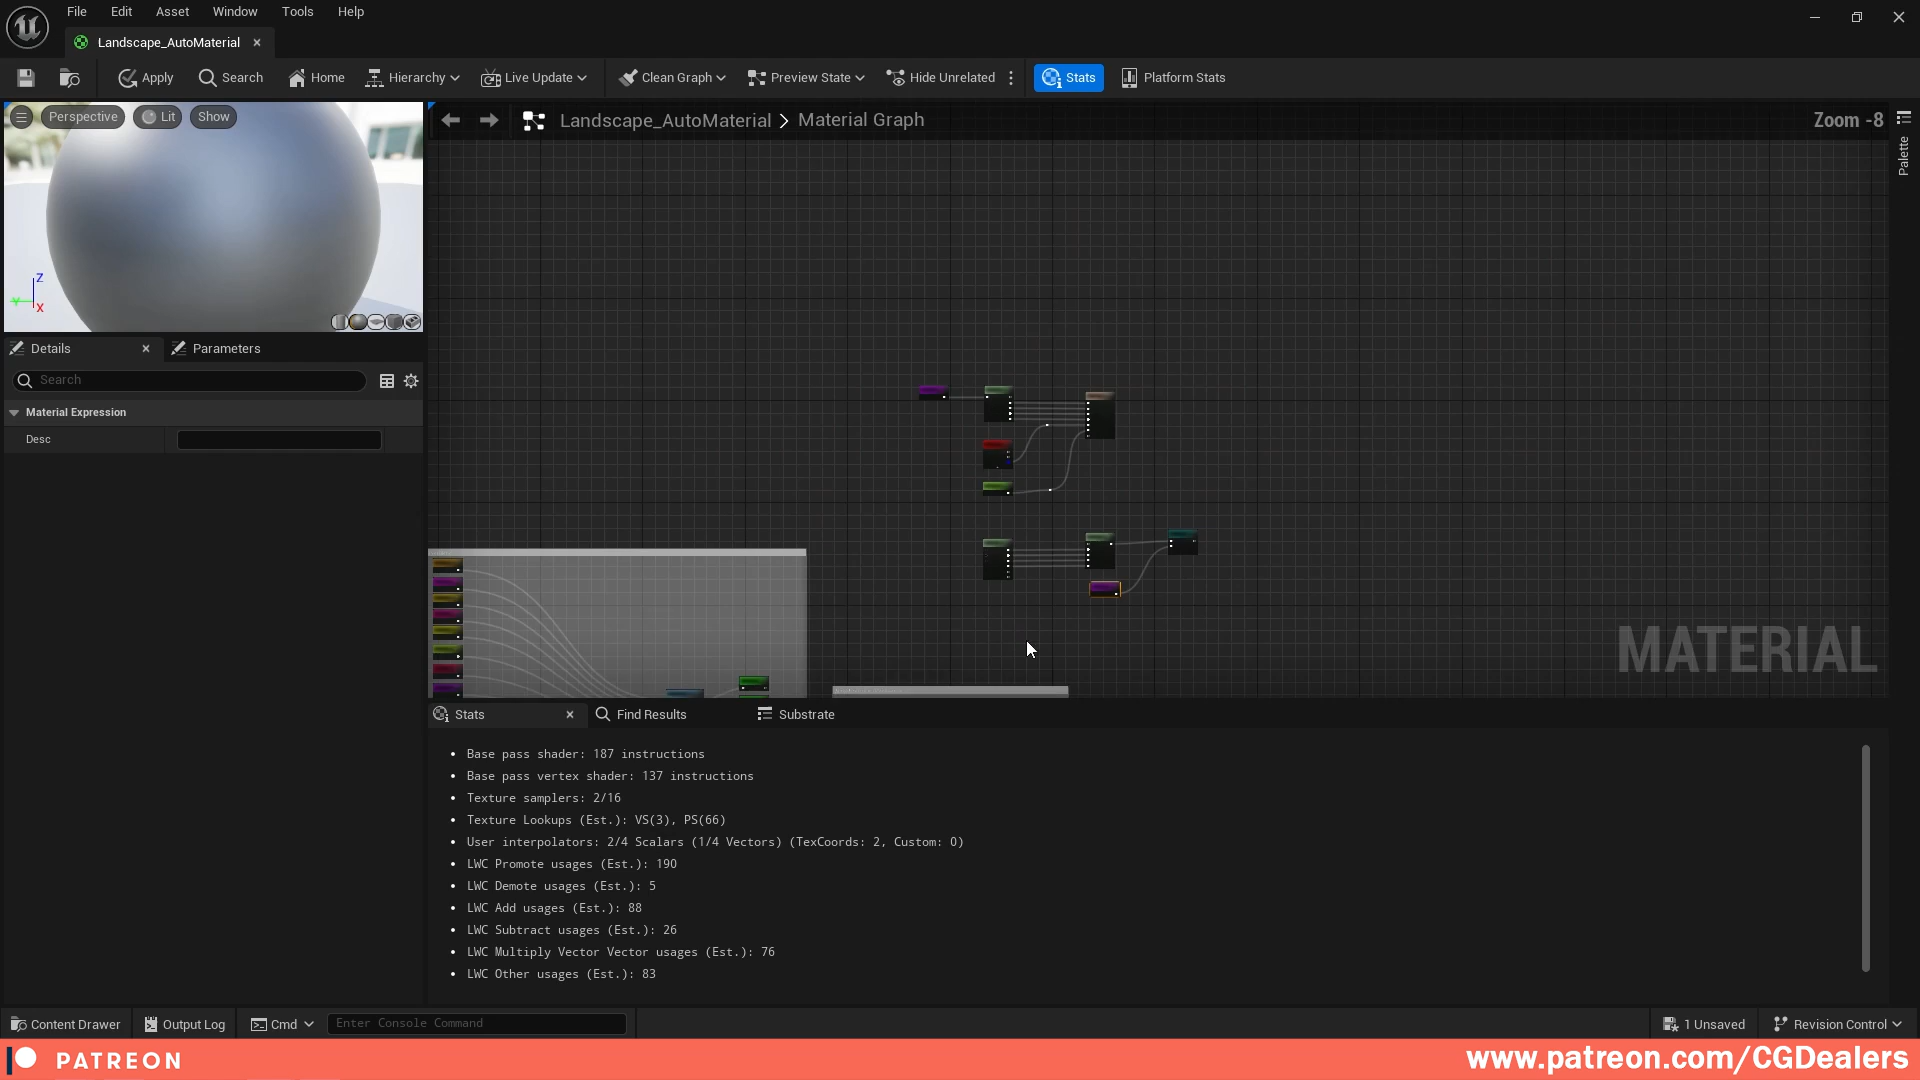 File Edit Asset Window Tools Help
Landscape_AutoMaterial
Apply Search Home Hierarchy Live Update Clean Graph Preview State Hide Unrelated Stats Platform Stats
Perspective Lit Show
Landscape_AutoMaterial > Material Graph
Zoom -8
Palette
Z
Y
X
Details Parameters
Search
Material Expression
Desc
MATERIAL
Stats Find Results Substrate
• Base pass shader: 187 instructions
• Base pass vertex shader: 137 instructions
• Texture samplers: 2/16
• Texture Lookups (Est.): VS(3), PS(66)
• User interpolators: 2/4 Scalars (1/4 Vectors) (TexCoords: 2, Custom: 0)
• LWC Promote usages (Est.): 190
• LWC Demote usages (Est.): 5
• LWC Add usages (Est.): 88
• LWC Subtract usages (Est.): 26
• LWC Multiply Vector Vector usages (Est.): 76
• LWC Other usages (Est.): 83
Content Drawer Output Log Cmd Enter Console Command 1 Unsaved Revision Control
PATREON www.patreon.com/CGDealers